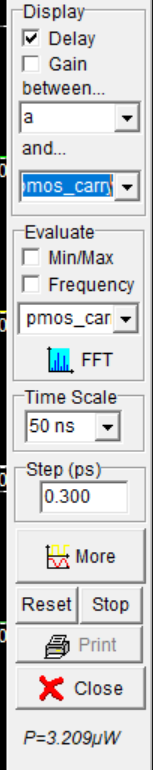 Display
Delay
Gain
between...
a
and...
pmos_carry
Evaluate
Min/Max
Frequency
pmos_car
FFT
Time Scale
50 ns
Step (ps)
0.300
More
Reset Stop
Print
Close
P=3.209µW